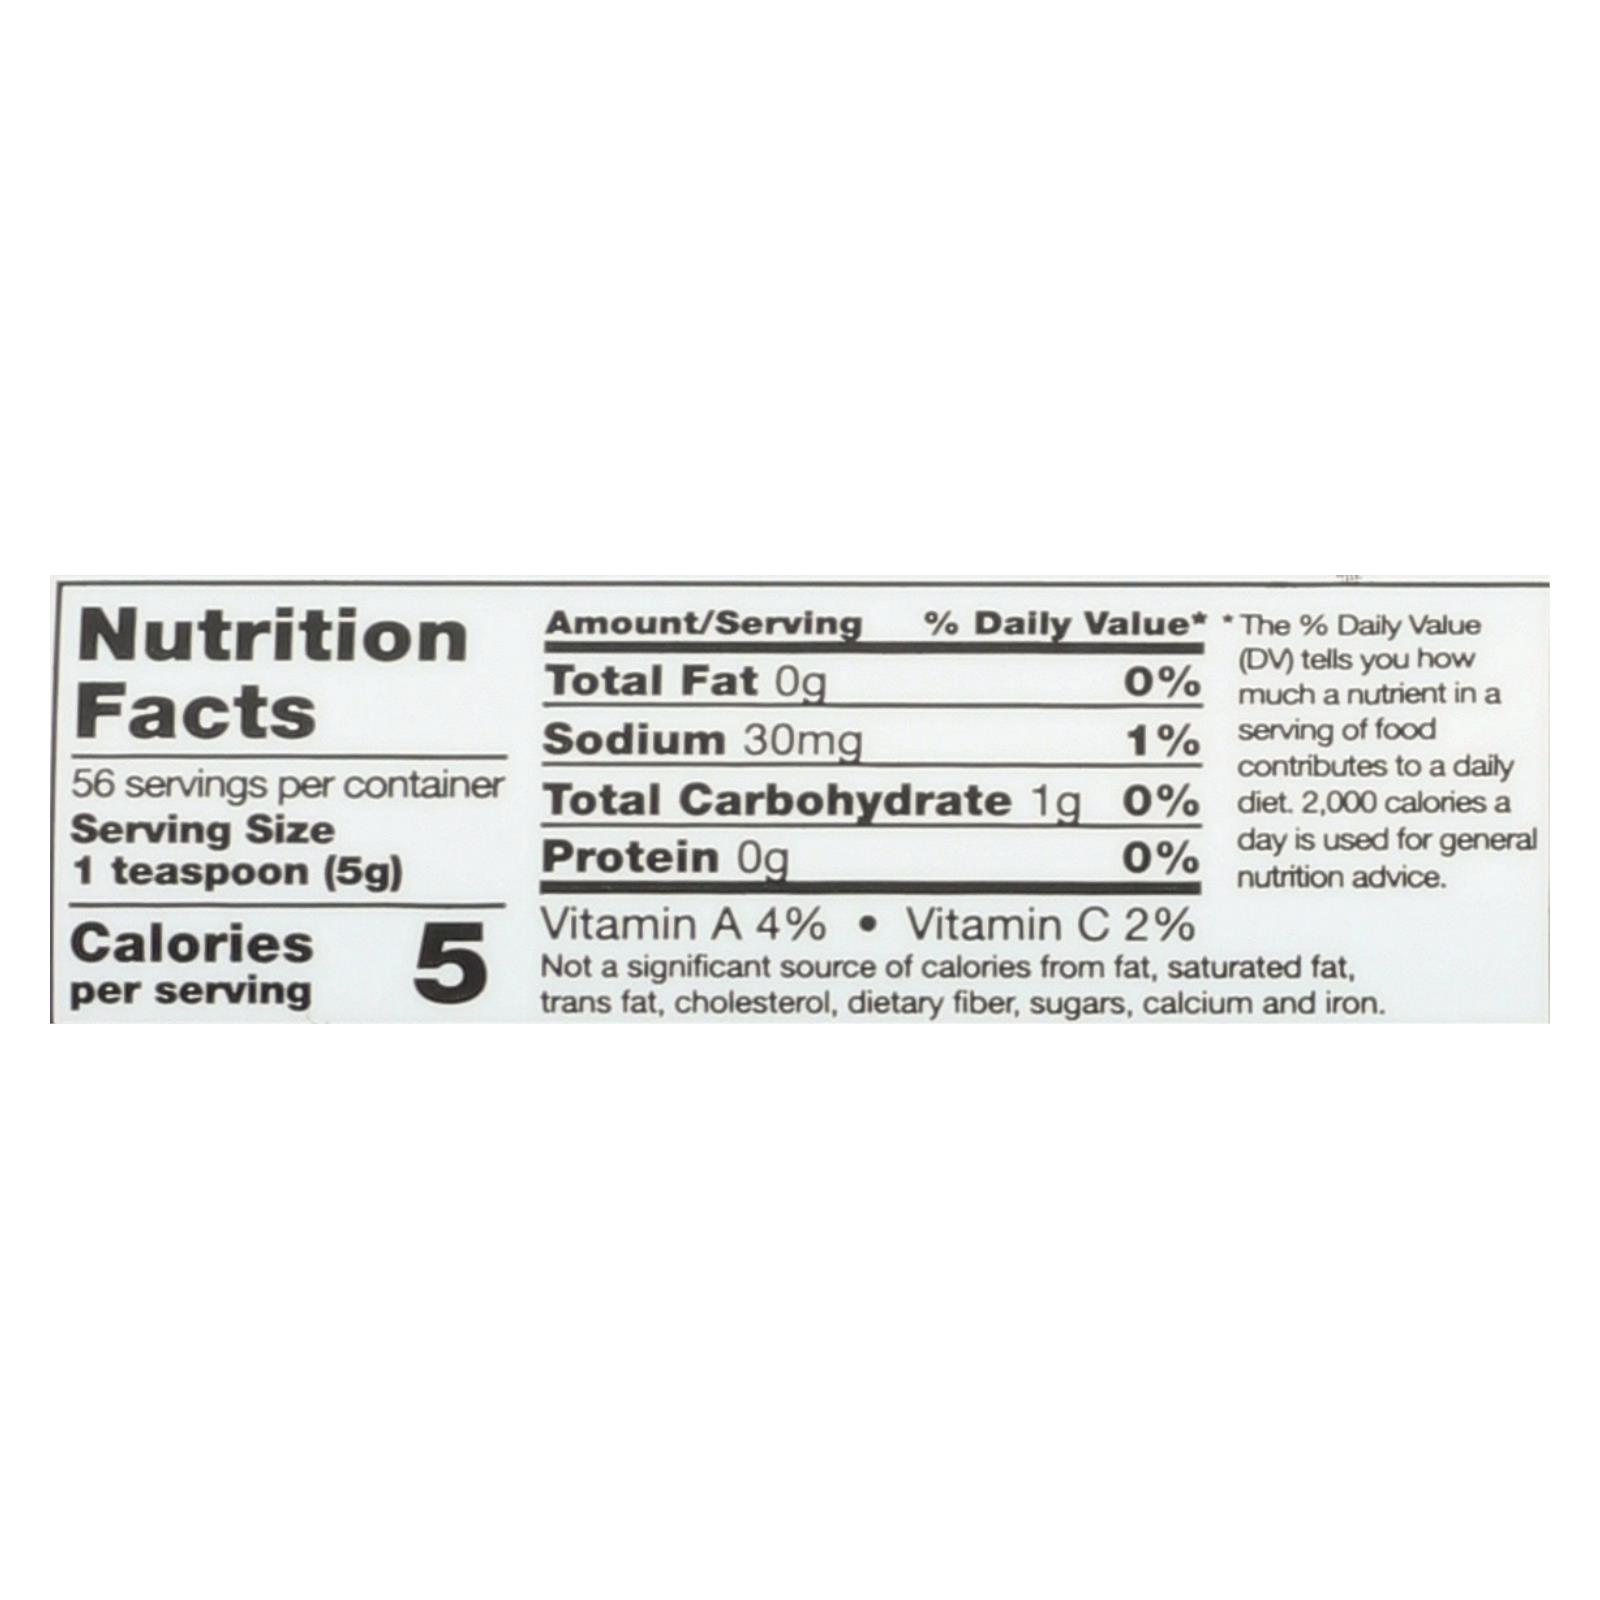 Nutrition
Facts
56 servings per container
Serving Size
1 teaspoon (5g)
Calories
per serving 5
Amount/Serving % Daily Value*
Total Fat 0g 0%
Sodium 30mg 1%
Total Carbohydrate 1g 0%
Protein 0g 0%
Vitamin A 4% • Vitamin C 2%
Not a significant source of calories from fat, saturated fat,
trans fat, cholesterol, dietary fiber, sugars, calcium and iron.
* The % Daily Value
(DV) tells you how
much a nutrient in a
serving of food
contributes to a daily
diet. 2,000 calories a
day is used for general
nutrition advice.